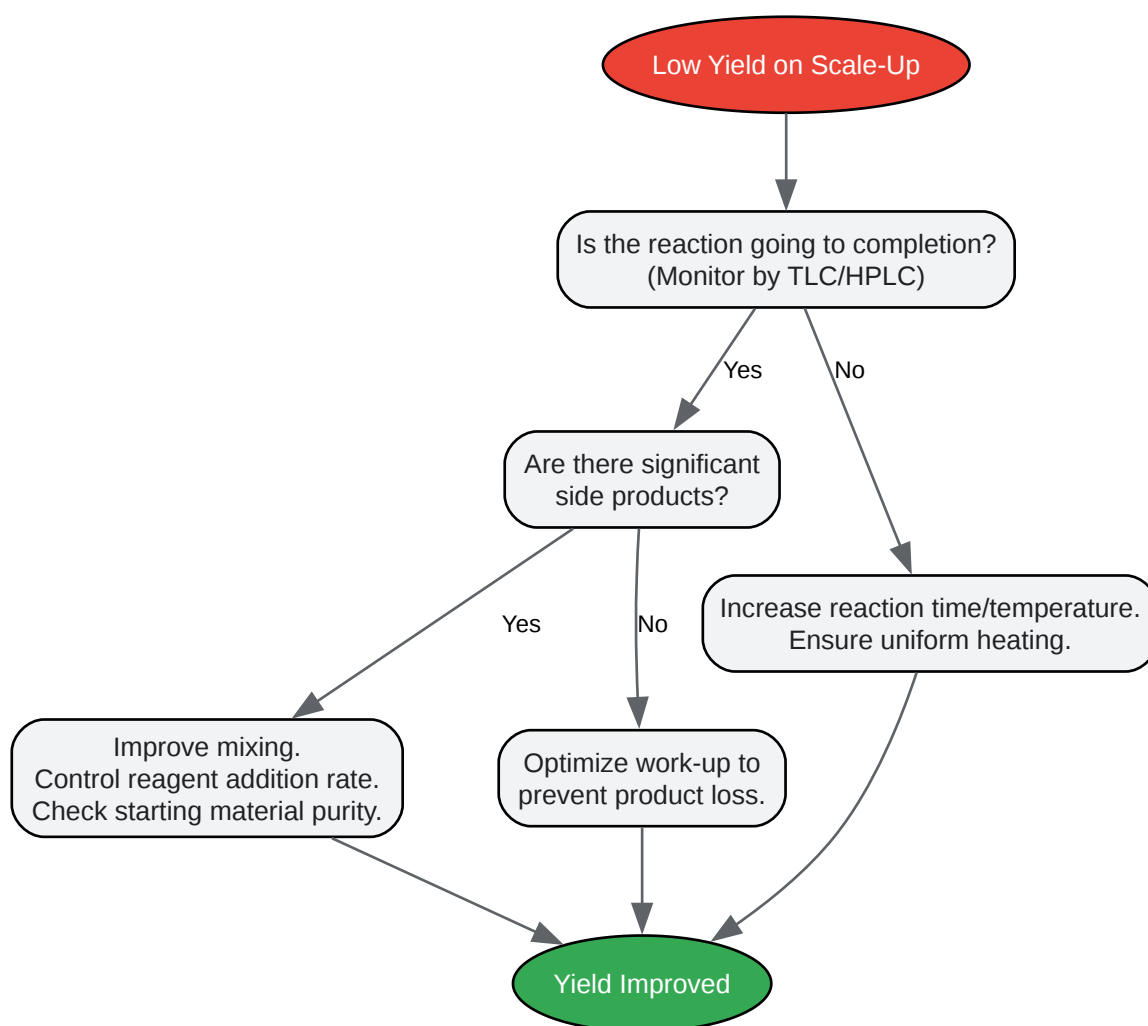 Low Yield on Scale-Up
Is the reaction going to completion?
(Monitor by TLC/HPLC)
Yes
No
Are there significant
side products?
Increase reaction time/temperature.
Ensure uniform heating.
Yes
No
Improve mixing.
Control reagent addition rate.
Check starting material purity.
Optimize work-up to
prevent product loss.
Yield Improved